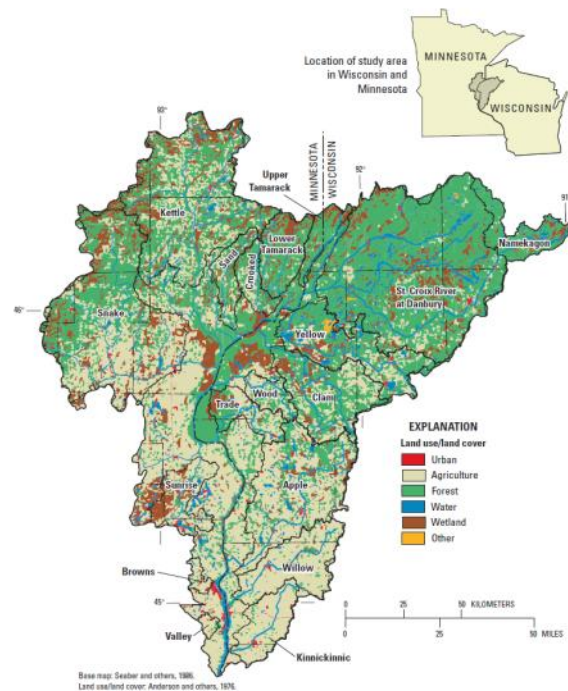 MINNESOTA
Location of study area
in Wisconsin and
Minnesota
WISCONSIN
93°
Upper
Tamarack
MINNESOTA
WISCONSIN
92°
91°
Kettle
Lower
Tamarack
Sand
Crooked
Namekagon
St. Croix River
at Danbury
46°
Snake
Yellow
Clam
Wood
Trade
EXPLANATION
Land use/land cover
Urban
Agriculture
Forest
Water
Wetland
Other
Sunrise
Apple
Willow
Browns
45°
Valley
Kinnickinnic
0 25 50 KILOMETERS
0 25 50 MILES
Base map: Seaber and others, 1986.
Land use/land cover: Anderson and others, 1976.